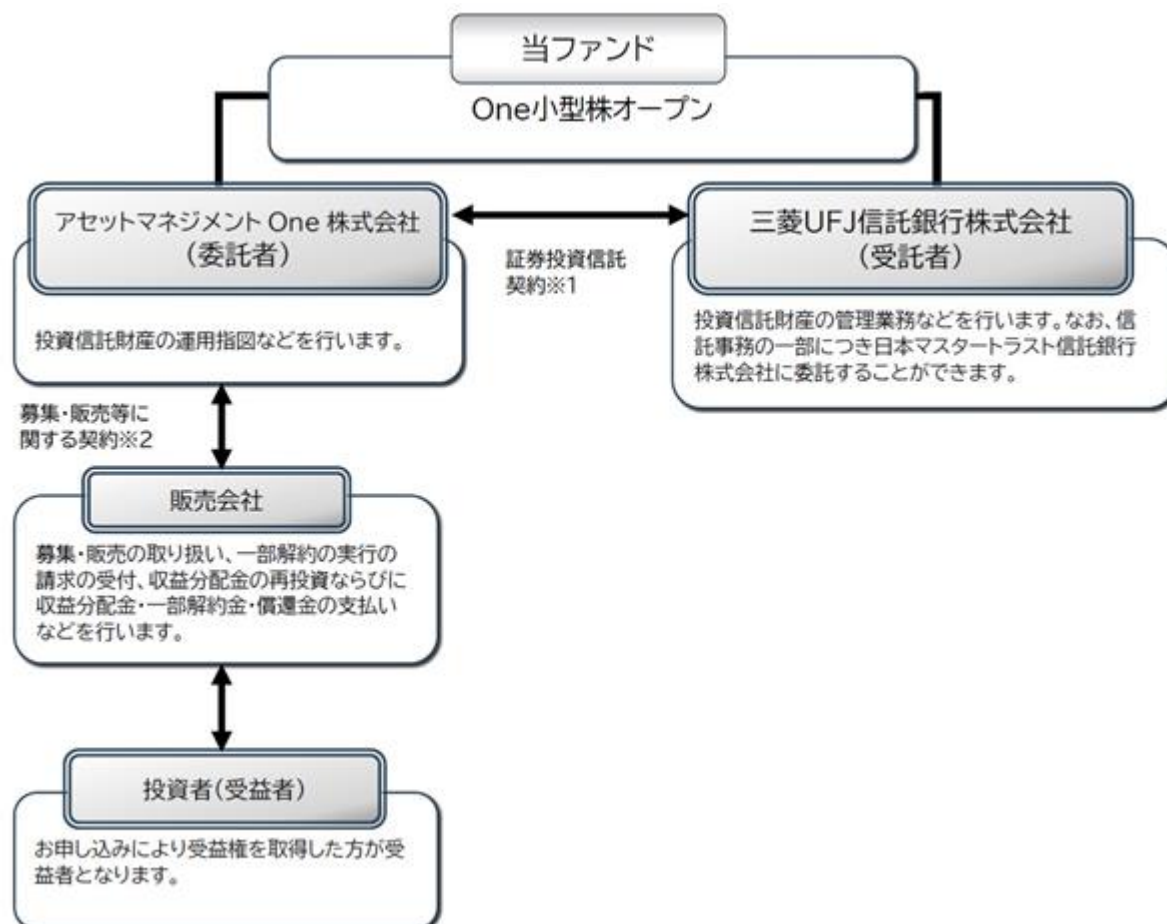 当ファンド
One小型株オープン
アセットマネジメント One 株式会社
(委託者)
投資信託財産の運用指図などを行います。
証券投資信託
契約※1
三菱UFJ信託銀行株式会社
(受託者)
投資信託財産の管理業務などを行います。なお、信
託事務の一部につき日本マスタートラスト信託銀行
株式会社に委託することができます。
募集・販売等に
関する契約※2
販売会社
募集・販売の取り扱い、一部解約の実行の
請求の受付、収益分配金の再投資ならびに
収益分配金・一部解約金・償還金の支払い
などを行います。
投資者(受益者)
お申し込みにより受益権を取得した方が受
益者となります。